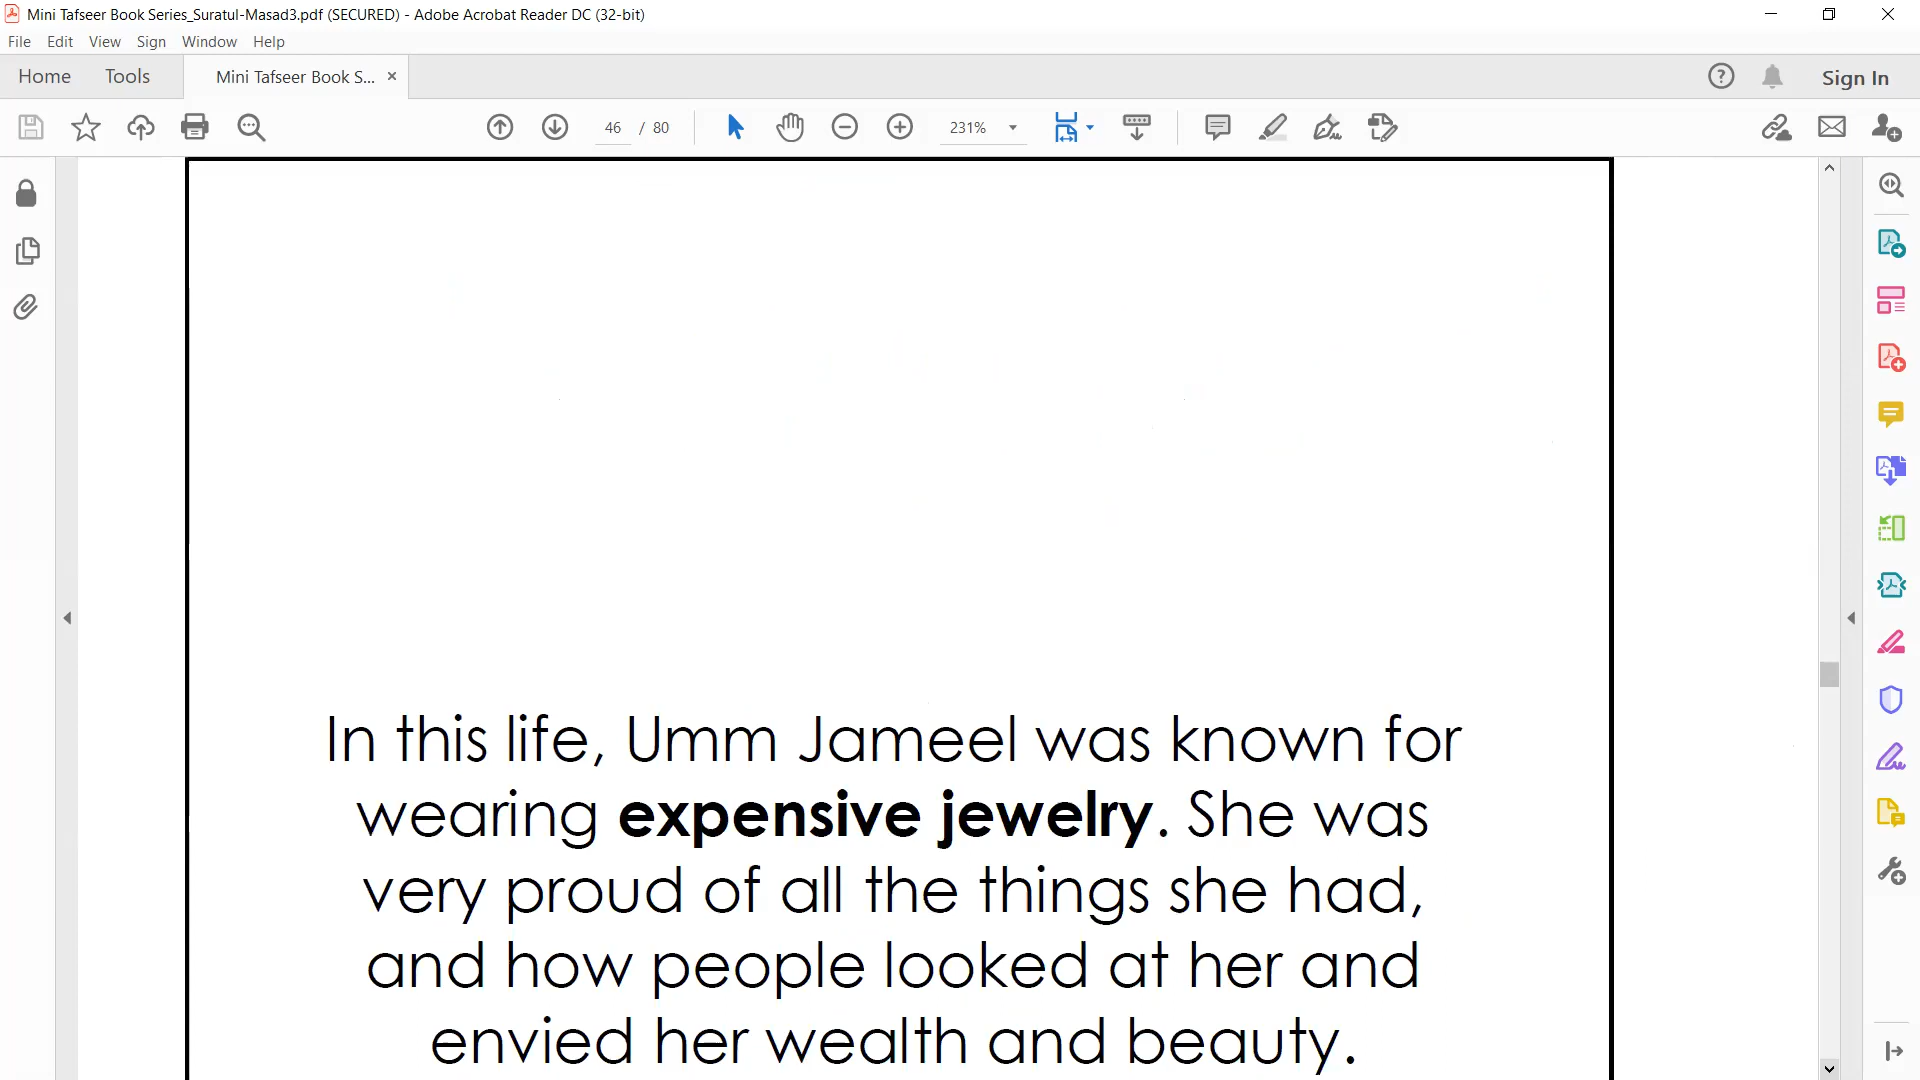 Mini Tafseer Book Series_Suratul-Masad3.pdf (SECURED) - Adobe Acrobat Reader DC (32-bit)
File Edit View Sign Window Help
Home Tools Mini Tafseer Book S... Sign In
46 / 80 231%
In this life, Umm Jameel was known for
wearing expensive jewelry. She was
very proud of all the things she had,
and how people looked at her and
envied her wealth and beauty.